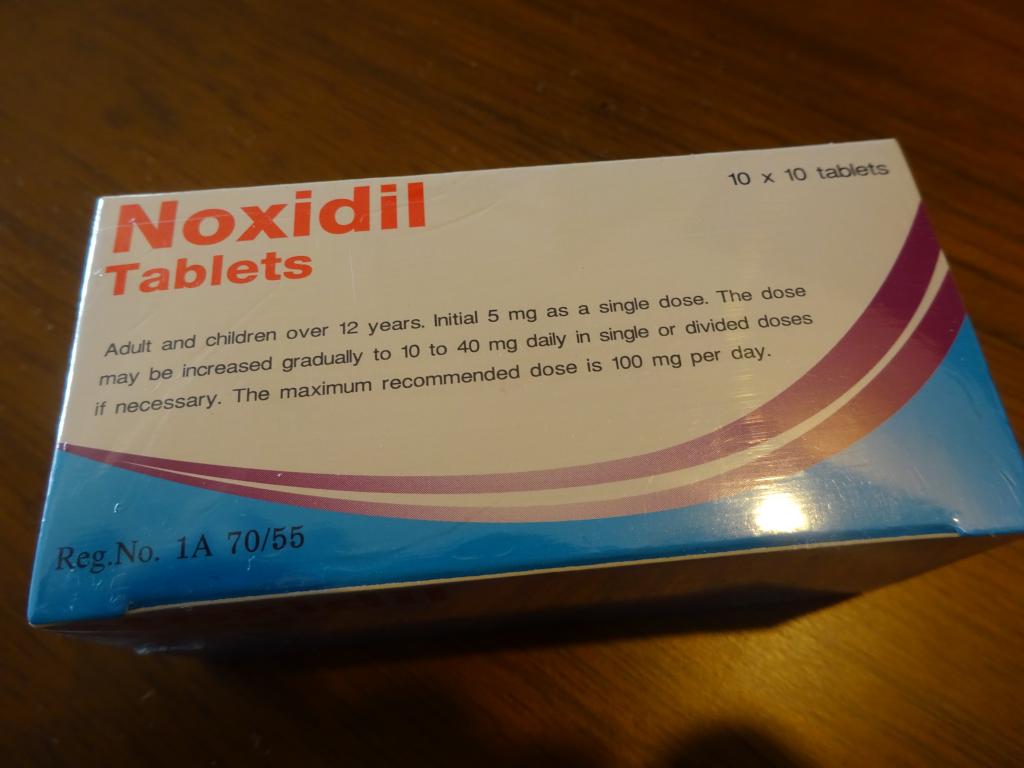 Noxidil
Tablets
10 x 10 tablets
Adult and children over 12 years. Initial 5 mg as a single dose. The dose
may be increased gradually to 10 to 40 mg daily in single or divided doses
if necessary. The maximum recommended dose is 100 mg per day.
Reg.No. 1A 70/55